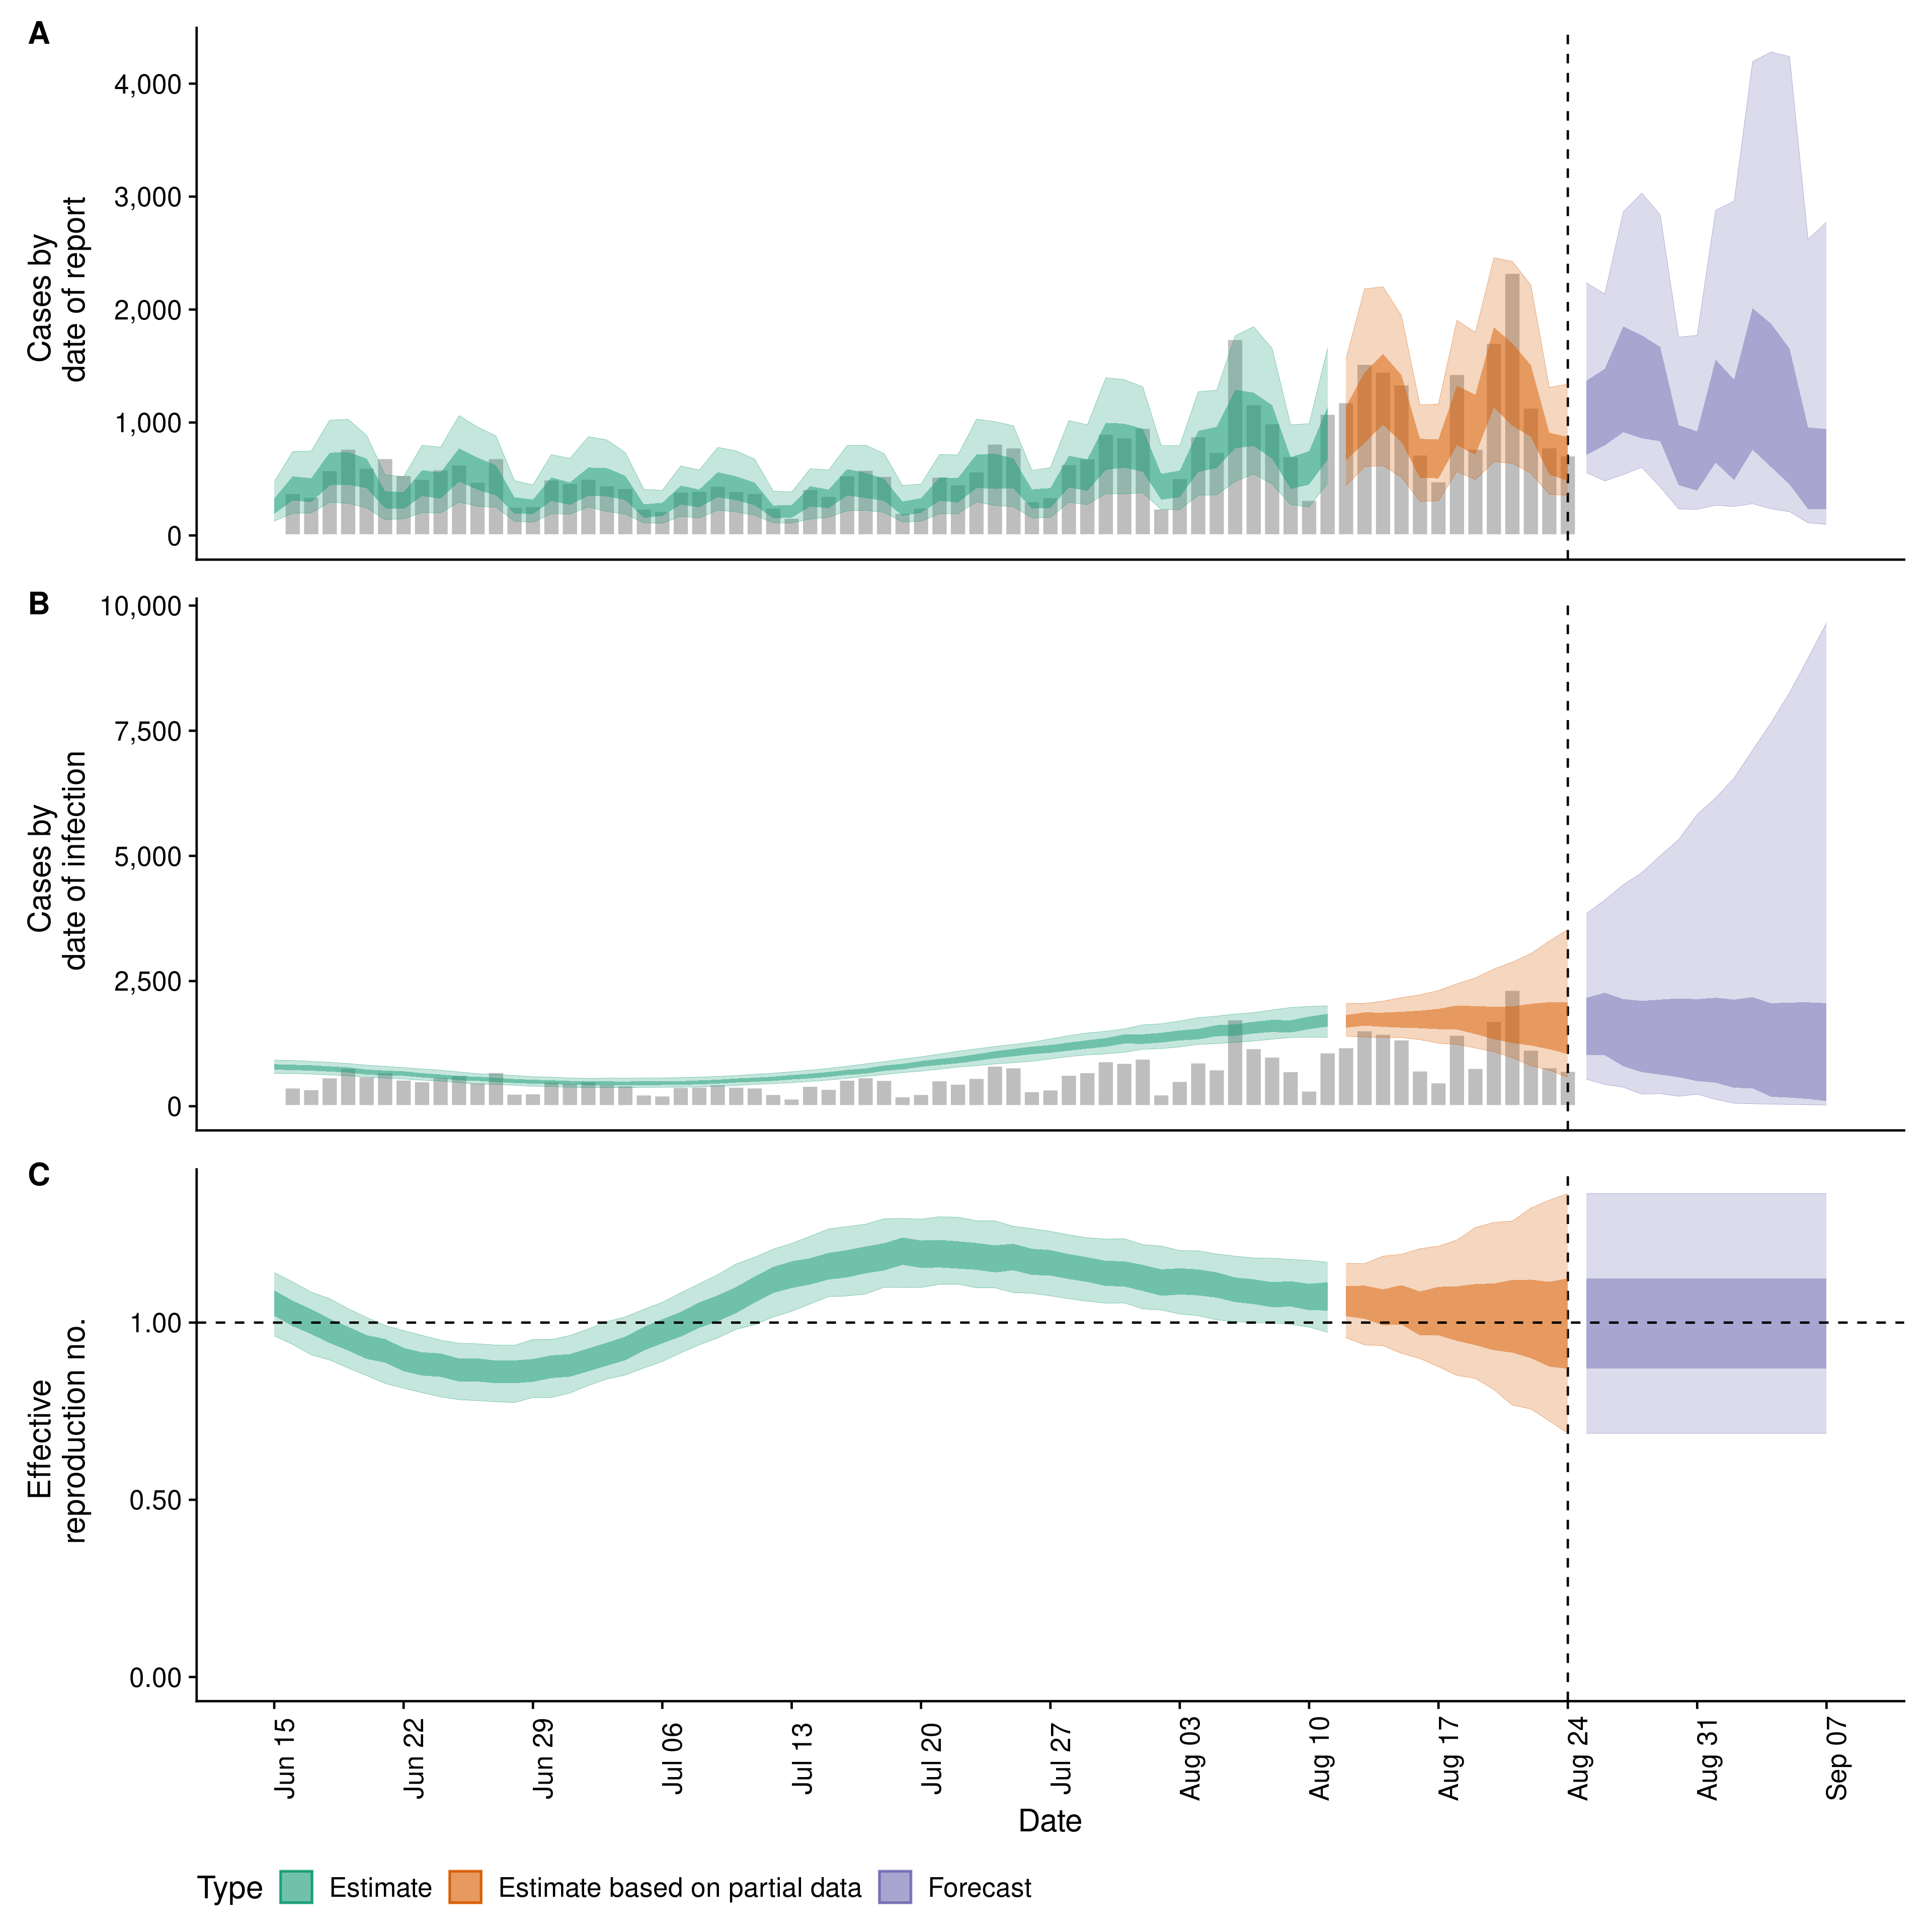 A
Cases by
date of report
4,000
3,000
2,000
1,000
0
B
Cases by
date of infection
10,000
7,500
5,000
2,500
0
C
Effective
reproduction no.
1.00
0.50
0.00
Jun 15
Jun 22
Jun 29
Jul 06
Jul 13
Jul 20
Jul 27
Aug 03
Aug 10
Aug 17
Aug 24
Aug 31
Sep 07
Date
Type Estimate Estimate based on partial data Forecast